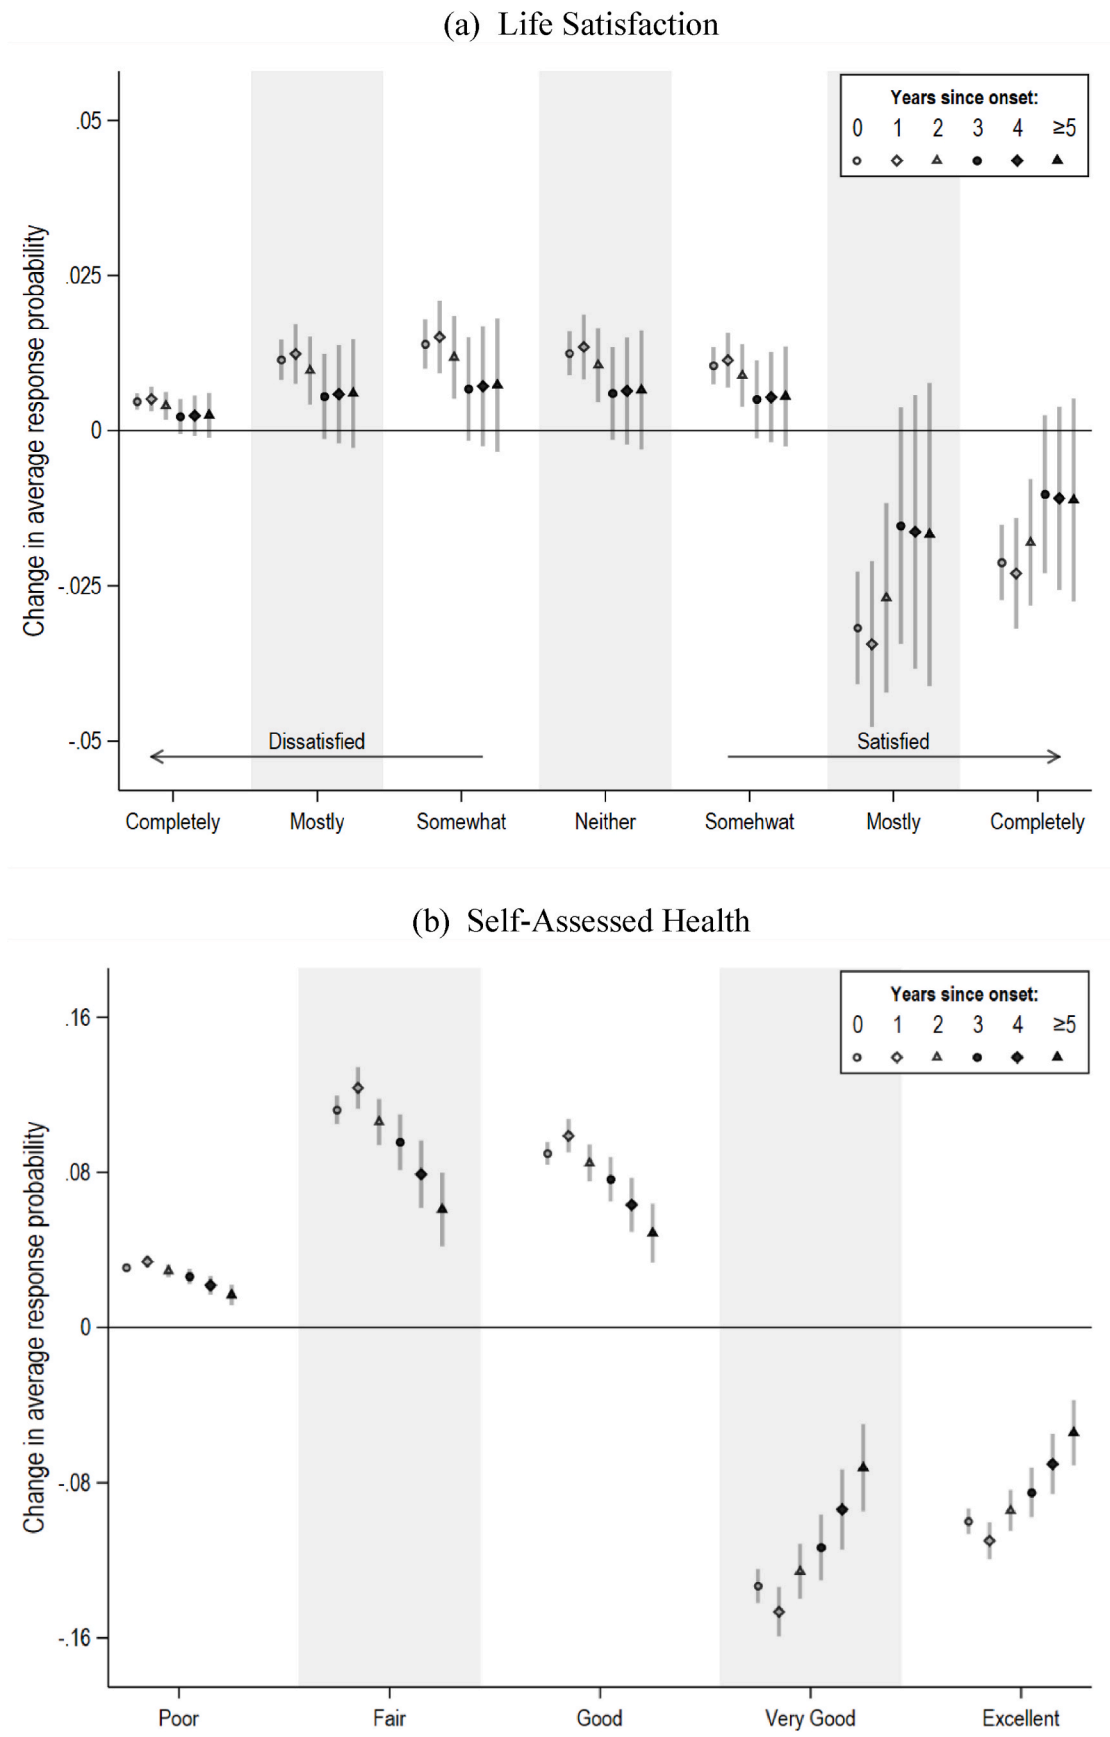 (a) Life Satisfaction
Years since onset:
0 1 2 3 4 ≥5
.05
.025
0
-.025
-.05
Change in average response probability
Dissatisfied
Satisfied
Completely Mostly Somewhat Neither Somehwat Mostly Completely
(b) Self-Assessed Health
Years since onset:
0 1 2 3 4 ≥5
.16
.08
0
-.08
-.16
Change in average response probability
Poor Fair Good Very Good Excellent